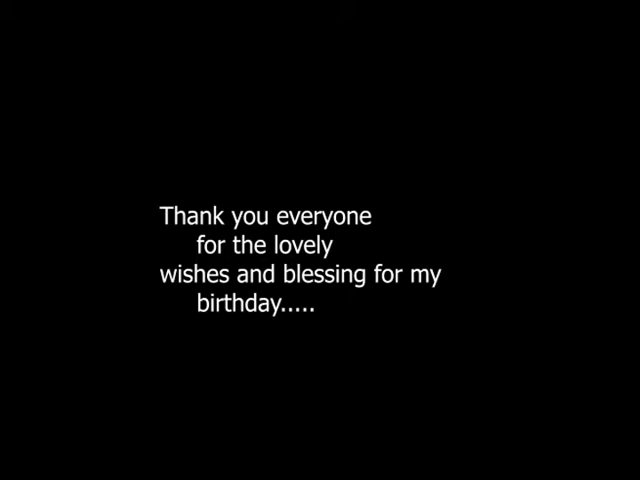 Thank you everyone
for the lovely
wishes and blessing for my
birthday.....